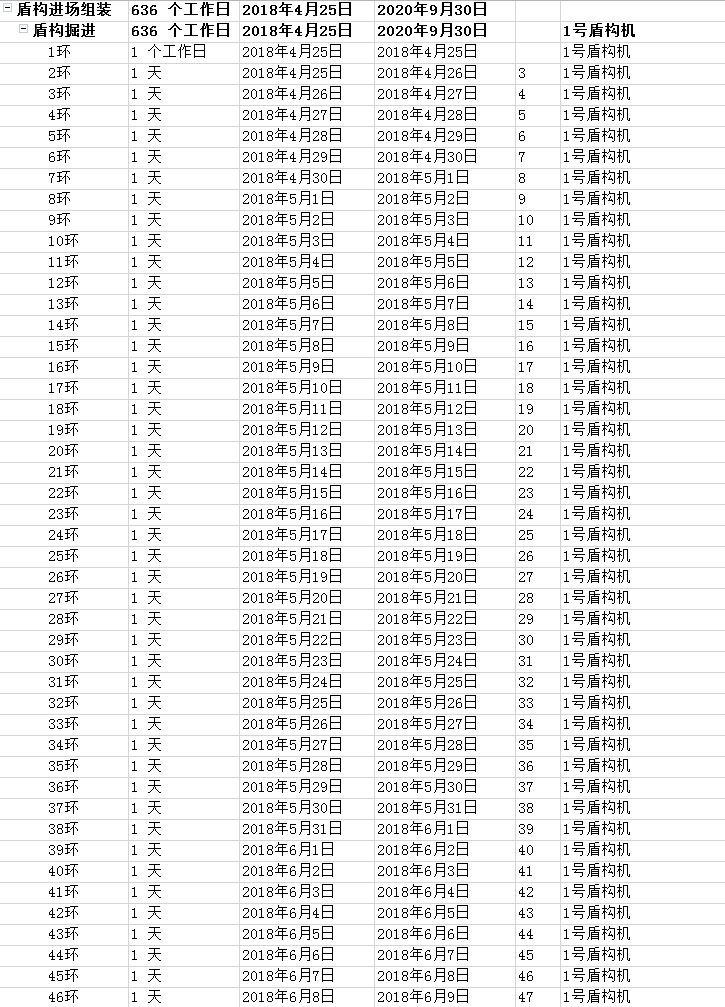 盾构进场组装 636 个工作日 2018年4月25日 2020年9月30日
盾构掘进 636 个工作日 2018年4月25日 2020年9月30日 1号盾构机
1环 1 个工作日 2018年4月25日 2018年4月25日 1号盾构机
2环 1 天 2018年4月25日 2018年4月26日 3 1号盾构机
3环 1 天 2018年4月26日 2018年4月27日 4 1号盾构机
4环 1 天 2018年4月27日 2018年4月28日 5 1号盾构机
5环 1 天 2018年4月28日 2018年4月29日 6 1号盾构机
6环 1 天 2018年4月29日 2018年4月30日 7 1号盾构机
7环 1 天 2018年4月30日 2018年5月1日 8 1号盾构机
8环 1 天 2018年5月1日 2018年5月2日 9 1号盾构机
9环 1 天 2018年5月2日 2018年5月3日 10 1号盾构机
10环 1 天 2018年5月3日 2018年5月4日 11 1号盾构机
11环 1 天 2018年5月4日 2018年5月5日 12 1号盾构机
12环 1 天 2018年5月5日 2018年5月6日 13 1号盾构机
13环 1 天 2018年5月6日 2018年5月7日 14 1号盾构机
14环 1 天 2018年5月7日 2018年5月8日 15 1号盾构机
15环 1 天 2018年5月8日 2018年5月9日 16 1号盾构机
16环 1 天 2018年5月9日 2018年5月10日 17 1号盾构机
17环 1 天 2018年5月10日 2018年5月11日 18 1号盾构机
18环 1 天 2018年5月11日 2018年5月12日 19 1号盾构机
19环 1 天 2018年5月12日 2018年5月13日 20 1号盾构机
20环 1 天 2018年5月13日 2018年5月14日 21 1号盾构机
21环 1 天 2018年5月14日 2018年5月15日 22 1号盾构机
22环 1 天 2018年5月15日 2018年5月16日 23 1号盾构机
23环 1 天 2018年5月16日 2018年5月17日 24 1号盾构机
24环 1 天 2018年5月17日 2018年5月18日 25 1号盾构机
25环 1 天 2018年5月18日 2018年5月19日 26 1号盾构机
26环 1 天 2018年5月19日 2018年5月20日 27 1号盾构机
27环 1 天 2018年5月20日 2018年5月21日 28 1号盾构机
28环 1 天 2018年5月21日 2018年5月22日 29 1号盾构机
29环 1 天 2018年5月22日 2018年5月23日 30 1号盾构机
30环 1 天 2018年5月23日 2018年5月24日 31 1号盾构机
31环 1 天 2018年5月24日 2018年5月25日 32 1号盾构机
32环 1 天 2018年5月25日 2018年5月26日 33 1号盾构机
33环 1 天 2018年5月26日 2018年5月27日 34 1号盾构机
34环 1 天 2018年5月27日 2018年5月28日 35 1号盾构机
35环 1 天 2018年5月28日 2018年5月29日 36 1号盾构机
36环 1 天 2018年5月29日 2018年5月30日 37 1号盾构机
37环 1 天 2018年5月30日 2018年5月31日 38 1号盾构机
38环 1 天 2018年5月31日 2018年6月1日 39 1号盾构机
39环 1 天 2018年6月1日 2018年6月2日 40 1号盾构机
40环 1 天 2018年6月2日 2018年6月3日 41 1号盾构机
41环 1 天 2018年6月3日 2018年6月4日 42 1号盾构机
42环 1 天 2018年6月4日 2018年6月5日 43 1号盾构机
43环 1 天 2018年6月5日 2018年6月6日 44 1号盾构机
44环 1 天 2018年6月6日 2018年6月7日 45 1号盾构机
45环 1 天 2018年6月7日 2018年6月8日 46 1号盾构机
46环 1 天 2018年6月8日 2018年6月9日 47 1号盾构机